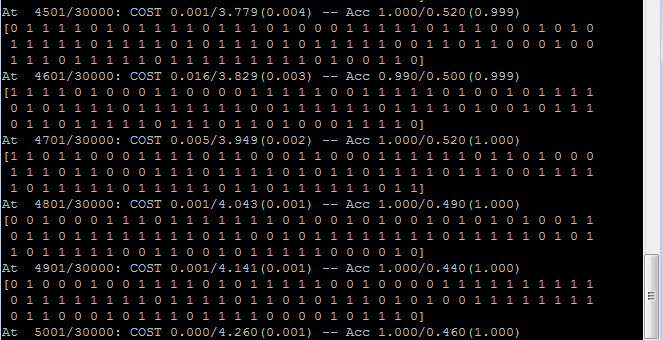 At  4501/30000: COST 0.001/3.779(0.004) -- Acc 1.000/0.520(0.999)
[0 1 1 1 1 0 1 0 1 1 1 1 0 1 1 1 0 1 0 0 0 1 1 1 1 1 0 1 1 1 0 0 0 1 0 1 0
 1 1 1 1 0 1 1 0 1 0 1 1 1 0 1 1 0 1 0 1 1 1 1 1 0 0 1 1 0 1 1 0 0 0 1 0 0
 1 1 1 0 1 1 1 1 1 1 0 1 1 1 1 1 1 1 1 0 1 0 0 1 1 0]
At  4601/30000: COST 0.016/3.829(0.003) -- Acc 0.990/0.500(0.999)
[1 1 1 1 0 1 0 0 0 1 1 0 0 0 0 1 1 1 1 1 0 0 1 1 1 1 1 0 1 0 0 1 0 1 1 1 1
 0 1 0 1 1 1 0 0 1 1 1 1 1 1 1 0 1 0 1 1 1 1 0 1 1 1 1 0 1 0 0 1 0 1 1 1
 0 1 1 0 1 1 1 1 1 0 1 1 1 0 1 1 0 1 0 0 0 1 1 1 1 0]
At  4701/30000: COST 0.005/3.949(0.002) -- Acc 1.000/0.520(1.000)
[1 1 0 1 1 0 0 0 1 1 1 1 0 1 1 0 0 0 1 1 0 0 0 1 1 1 1 1 1 0 1 1 0 1 0 0 0
 1 1 1 0 1 1 0 0 1 1 1 0 1 0 1 1 1 0 1 1 1 1 0 1 0 1 1 1 0 0 1 1 1 1
 1 0 1 1 1 1 1 0 1 1 1 1 0 1 1 0 1 1 1 1 1 1 0 1 1]
At  4801/30000: COST 0.001/4.043(0.001) -- Acc 1.000/0.490(1.000)
[0 0 1 0 0 0 1 1 1 0 1 1 1 1 1 1 1 0 1 0 0 1 0 1 0 0 1 0 1 0 1 0 1 0 0 1 1
 0 1 1 0 1 1 1 1 1 1 1 1 0 1 1 0 1 0 0 1 1 1 0 1 1 0 1 1 1 1 1 0 1 0 1
 1 0 1 1 1 1 1 1 0 0 1 1 0 0 1 0 1 1 1 1 1 0 0 0 1 0]
At  4901/30000: COST 0.001/4.141(0.001) -- Acc 1.000/0.440(1.000)
[0 1 0 1 0 0 0 1 1 0 1 0 1 1 0 1 1 1 1 0 0 1 0 0 0 0 1 1 1 1 1 1 1 1 1 1
 0 1 1 1 1 1 1 1 1 1 1 0 1 1 0 1 0 1 1 1 0 1 0 1 0 0 1 1 0 0 1 1 1 1 1
 0 1 1 0 0 0 1 1 0 1 0 1 1 1 0 1 1 1 0 0 0 1 0 1 1 1 0]
At  5001/30000: COST 0.000/4.260(0.001) -- Acc 1.000/0.460(1.000)